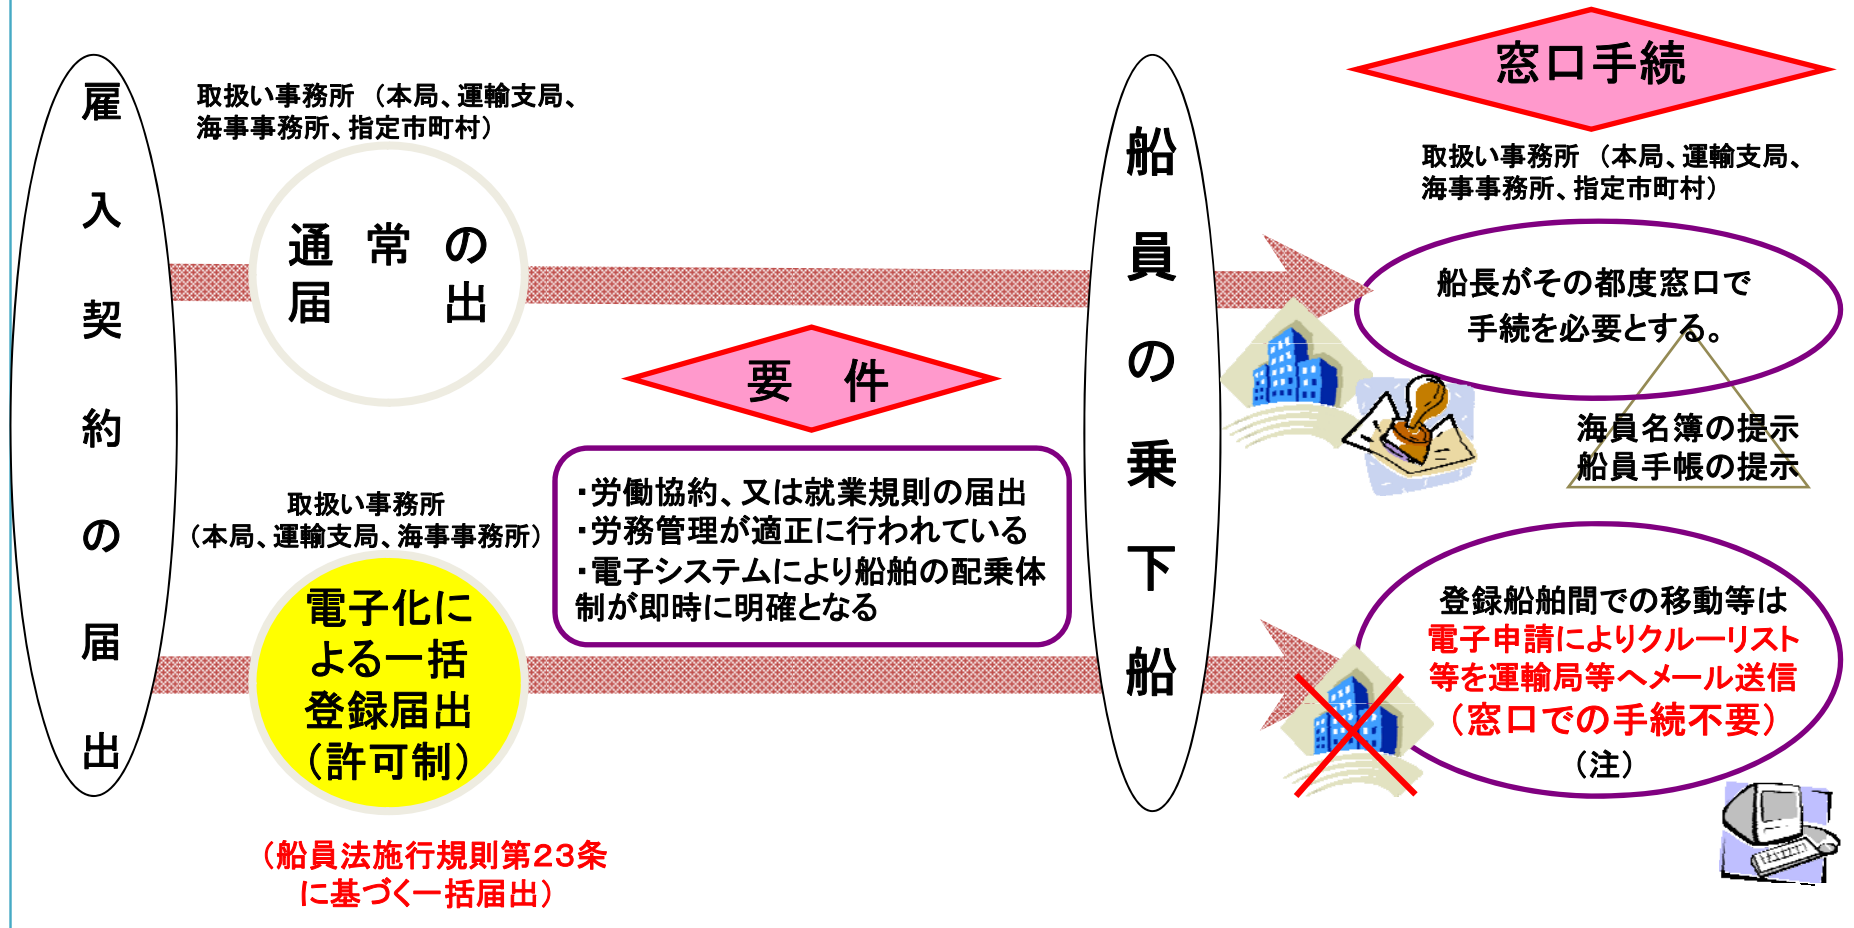 雇入契約の届出
取扱い事務所 （本局、運輸支局、
海事事務所、指定市町村）
通常の
届出
取扱い事務所
（本局、運輸支局、海事事務所）
電子化に
よる一括
登録届出
（許可制）
（船員法施行規則第２３条
に基づく一括届出）
要件
・労働協約、又は就業規則の届出
・労務管理が適正に行われている
・電子システムにより船舶の配乗体
制が即時に明確となる
船員の乗下船
窓口手続
取扱い事務所 （本局、運輸支局、
海事事務所、指定市町村）
船長がその都度窓口で
手続を必要とする。
海員名簿の提示
船員手帳の提示
登録船舶間での移動等は
電子申請によりクルーリスト
等を運輸局等へメール送信
（窓口での手続不要）
（注）